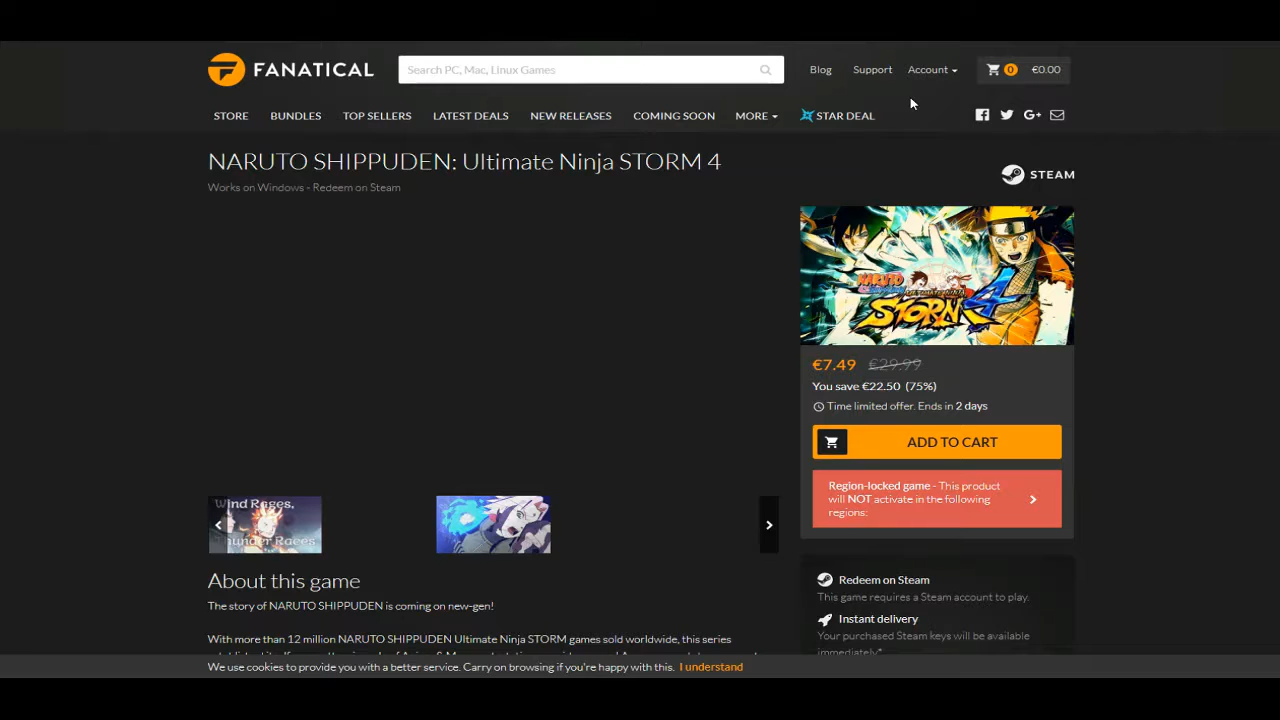 FANATICAL
Search PC, Mac, Linux Games
Blog
Support
Account
0
€0.00
STORE
BUNDLES
TOP SELLERS
LATEST DEALS
NEW RELEASES
COMING SOON
MORE
STAR DEAL
NARUTO SHIPPUDEN: Ultimate Ninja STORM 4
Works on Windows - Redeem on Steam
STEAM
NARUTO
STORM 4
€7.49 €29.99
You save €22.50 (75%)
Time limited offer. Ends in 2 days
ADD TO CART
Region-locked game - This product
will NOT activate in the following
regions:
Wind Rages,
Thunder Races
About this game
The story of NARUTO SHIPPUDEN is coming on new-gen!
With more than 12 million NARUTO SHIPPUDEN Ultimate Ninja STORM games sold worldwide, this series
Redeem on Steam
This game requires a Steam account to play.
Instant delivery
Your purchased Steam keys will be available
immediately*
We use cookies to provide you with a better service. Carry on browsing if you're happy with this. I understand